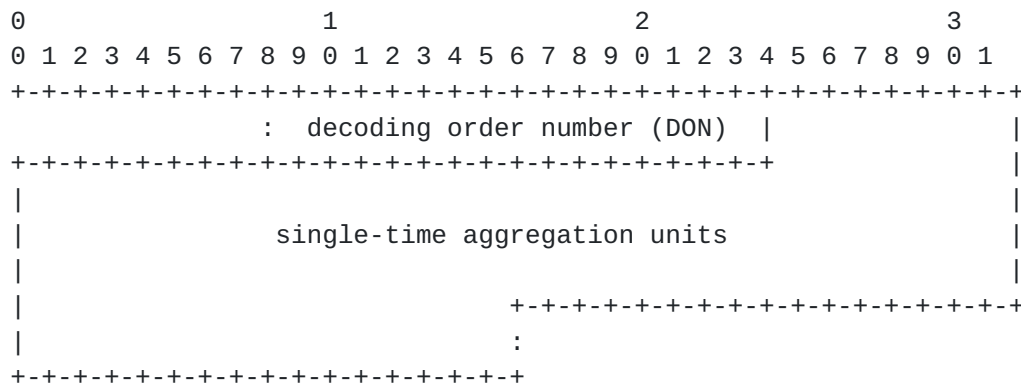 0                   1                   2                   3
0 1 2 3 4 5 6 7 8 9 0 1 2 3 4 5 6 7 8 9 0 1 2 3 4 5 6 7 8 9 0 1
+-+-+-+-+-+-+-+-+-+-+-+-+-+-+-+-+-+-+-+-+-+-+-+-+-+-+-+-+-+-+-+-+
                :  decoding order number (DON)  |               |
+-+-+-+-+-+-+-+-+-+-+-+-+-+-+-+-+-+-+-+-+-+-+-+-+               |
|                                                               |
|                single-time aggregation units                  |
|                                                               |
|                               +-+-+-+-+-+-+-+-+-+-+-+-+-+-+-+-+
|                               :
+-+-+-+-+-+-+-+-+-+-+-+-+-+-+-+-+